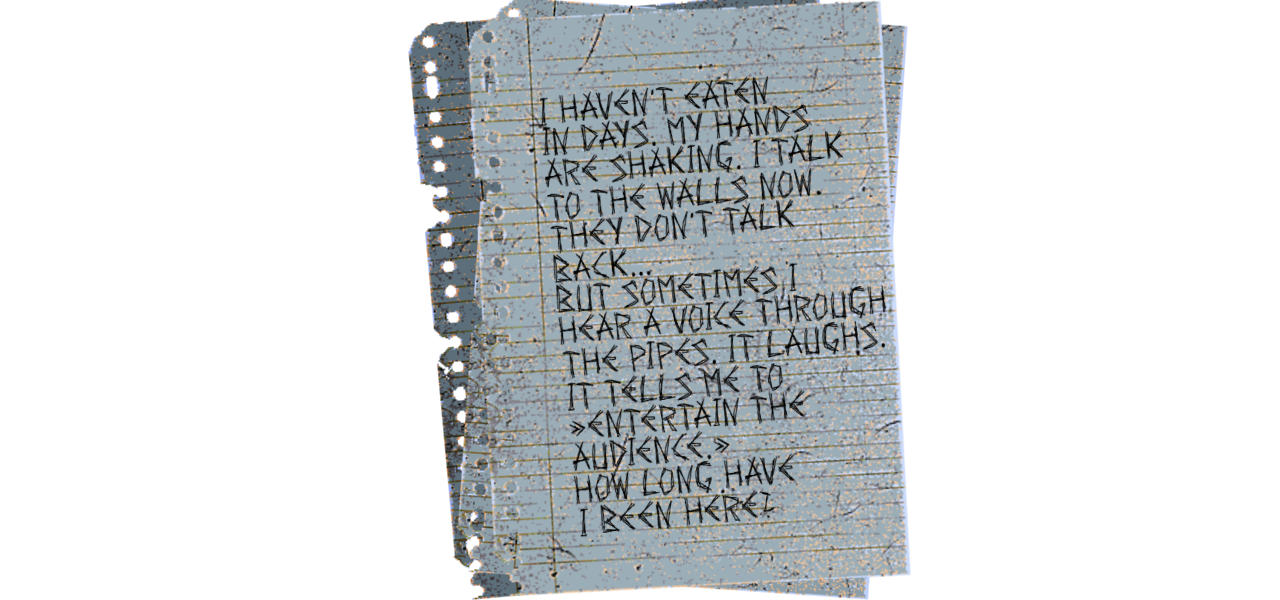 I HAVEN'T EATEN
IN DAYS. MY HANDS
ARE SHAKING. I TALK
TO THE WALLS NOW.
THEY DON'T TALK
BACK...
BUT SOMETIMES,I
HEAR A VOICE THROUGH
THE PIPES. IT LAUGHS.
IT TELLS ME TO
»ENTERTAIN THE
AUDIENCE.»
HOW LONG HAVE
I BEEN HERE?